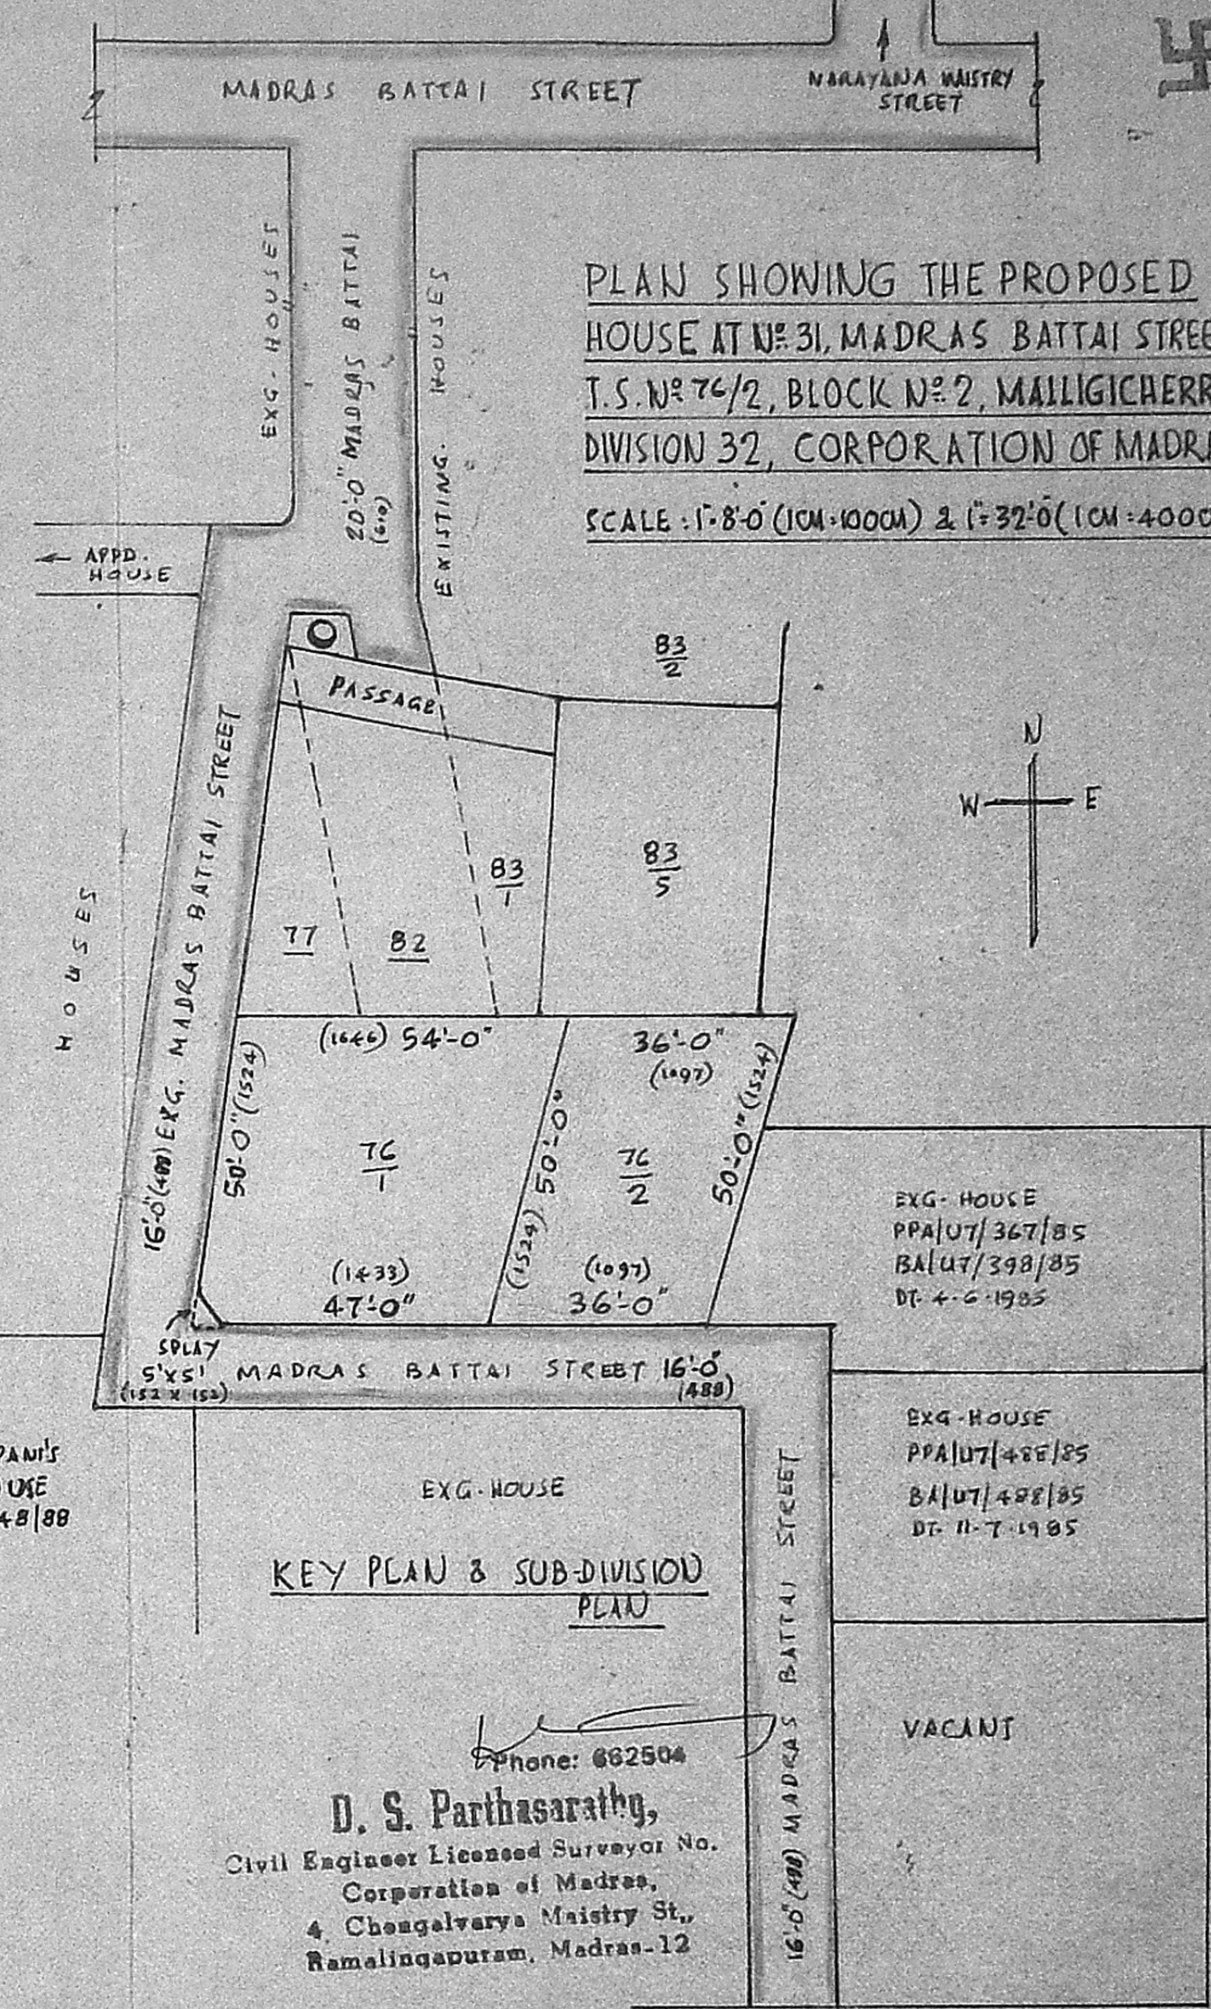 MADRAS BATTAI STREET
NARAYANA MAISTRY
STREET
EXG-HOUSES
20'-0" MADRAS BATTAI
(610)
EXISTING HOUSES
PLAN SHOWING THE PROPOSED
HOUSE AT Nº 31, MADRAS BATTAI STREE
T.S. Nº 76/2, BLOCK Nº 2, MALLIGICHERR
DIVISION 32, CORPORATION OF MADRA
SCALE: 1"=8'-0" (1CM=100CM) & 1"=32'-0" (1CM=400C
← APPD.
HOUSE
PASSAGE
83/2
N
W E
83/1
83/5
77
82
HOUSES
16'-0" (488) EXG. MADRAS BATTAI STREET
(1646) 54'-0"
36'-0"
(1097)
50'-0" (1524)
(1524) 50'-0"
50'-0" (1524)
76/1
76/2
(1433)
47'-0"
(1097)
36'-0"
SPLAY
5'X5'
(152 X 152)
MADRAS BATTAI STREET 16'-0"
(488)
EXG-HOUSE
PPA/U7/367/85
BA/U7/398/85
DT. 4-6-1985
EXG-HOUSE
BA/U7/488/85
DT. 11-7-1985
PANI'S
USE
48/88
EXG-HOUSE
KEY PLAN & SUB-DIVISION
PLAN
16'-0" (488) MADRAS BATTAI STREET
VACANT
Phone: 662504
D. S. Parthasarathy,
Civil Engineer Licensed Surveyor No.
Corporation of Madras,
4, Chengalvarya Maistry St.,
Ramalingapuram, Madras-12